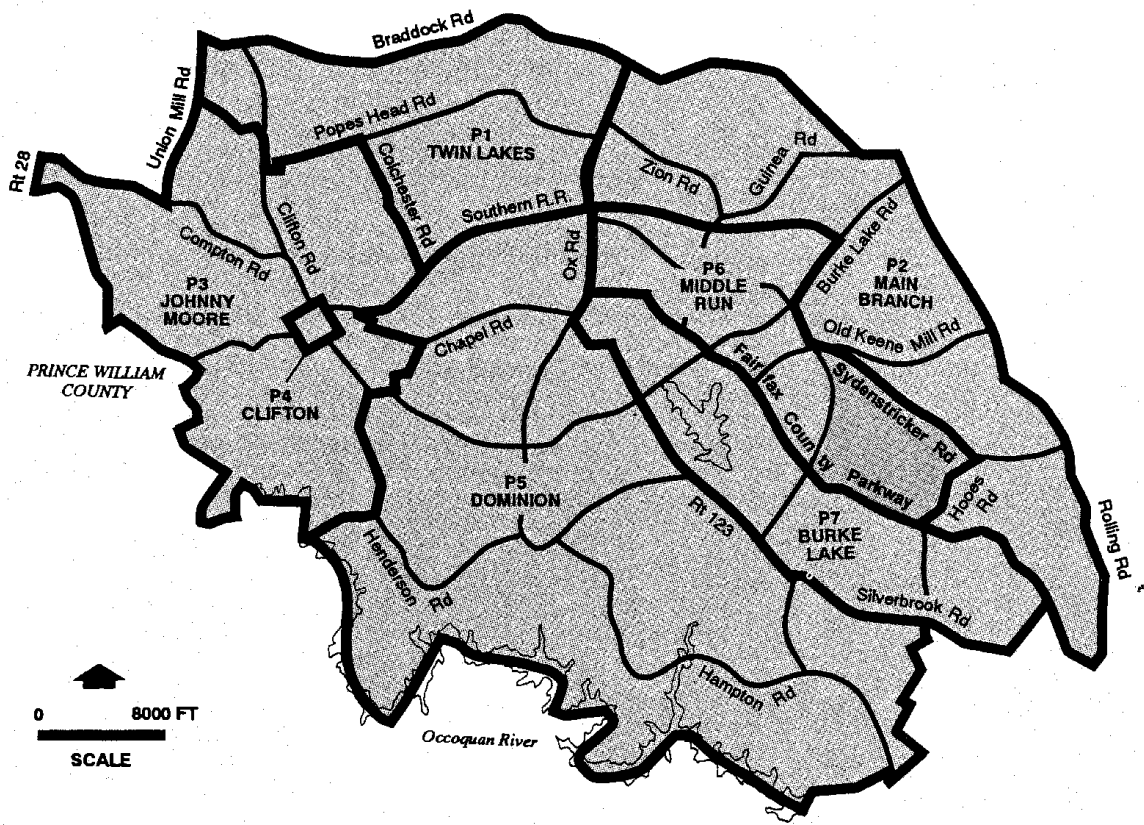 Braddock Rd
Union Mill Rd
Rt 28
Popes Head Rd
P1
TWIN LAKES
Colchester Rd
Southern R.R.
Zion Rd
Guinea Rd
Clifton Rd
Compton Rd
P3
JOHNNY
MOORE
Ox Rd
P6
MIDDLE
RUN
Burke Lake Rd
P2
MAIN
BRANCH
Old Keene Mill Rd
Chapel Rd
PRINCE WILLIAM
COUNTY
P4
CLIFTON
Fairfax County Parkway
Sydenstricker Rd
P5
DOMINION
Rt 123
Hooes
Rd
P7
BURKE
LAKE
Rolling Rd
Henderson Rd
Silverbrook Rd
Hampton Rd
0 8000 FT
SCALE
Occoquan River